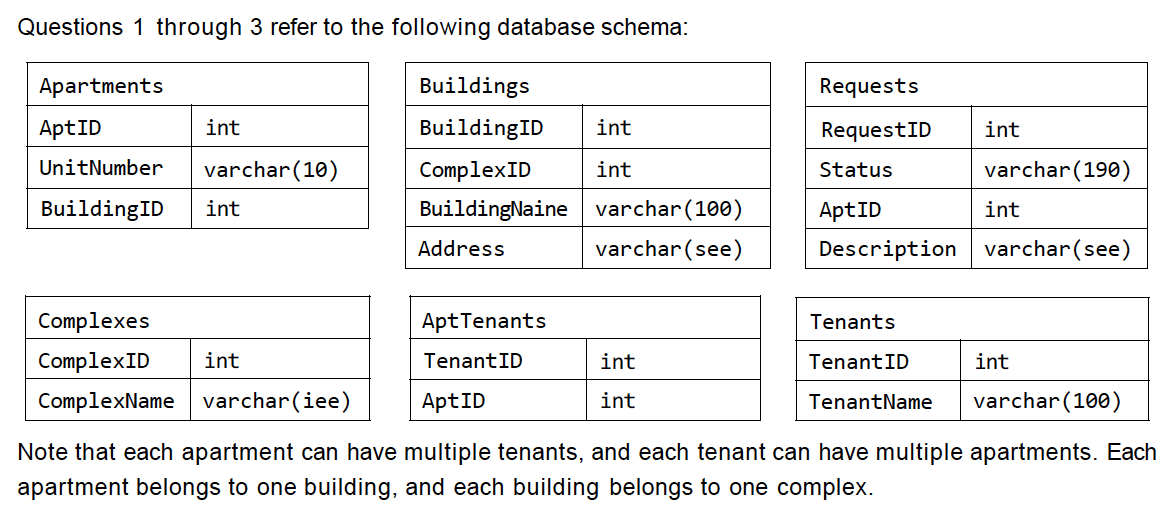 Questions 1 through 3 refer to the following database schema:
Apartments
AptID int
UnitNumber varchar(10)
BuildingID int
Buildings
BuildingID int
ComplexID int
BuildingNaine varchar(100)
Address varchar(see)
Requests
RequestID int
Status varchar(190)
AptID int
Description varchar(see)
Complexes
ComplexID int
ComplexName varchar(iee)
AptTenants
TenantID int
AptID int
Tenants
TenantID int
TenantName varchar(100)
Note that each apartment can have multiple tenants, and each tenant can have multiple apartments. Each
apartment belongs to one building, and each building belongs to one complex.